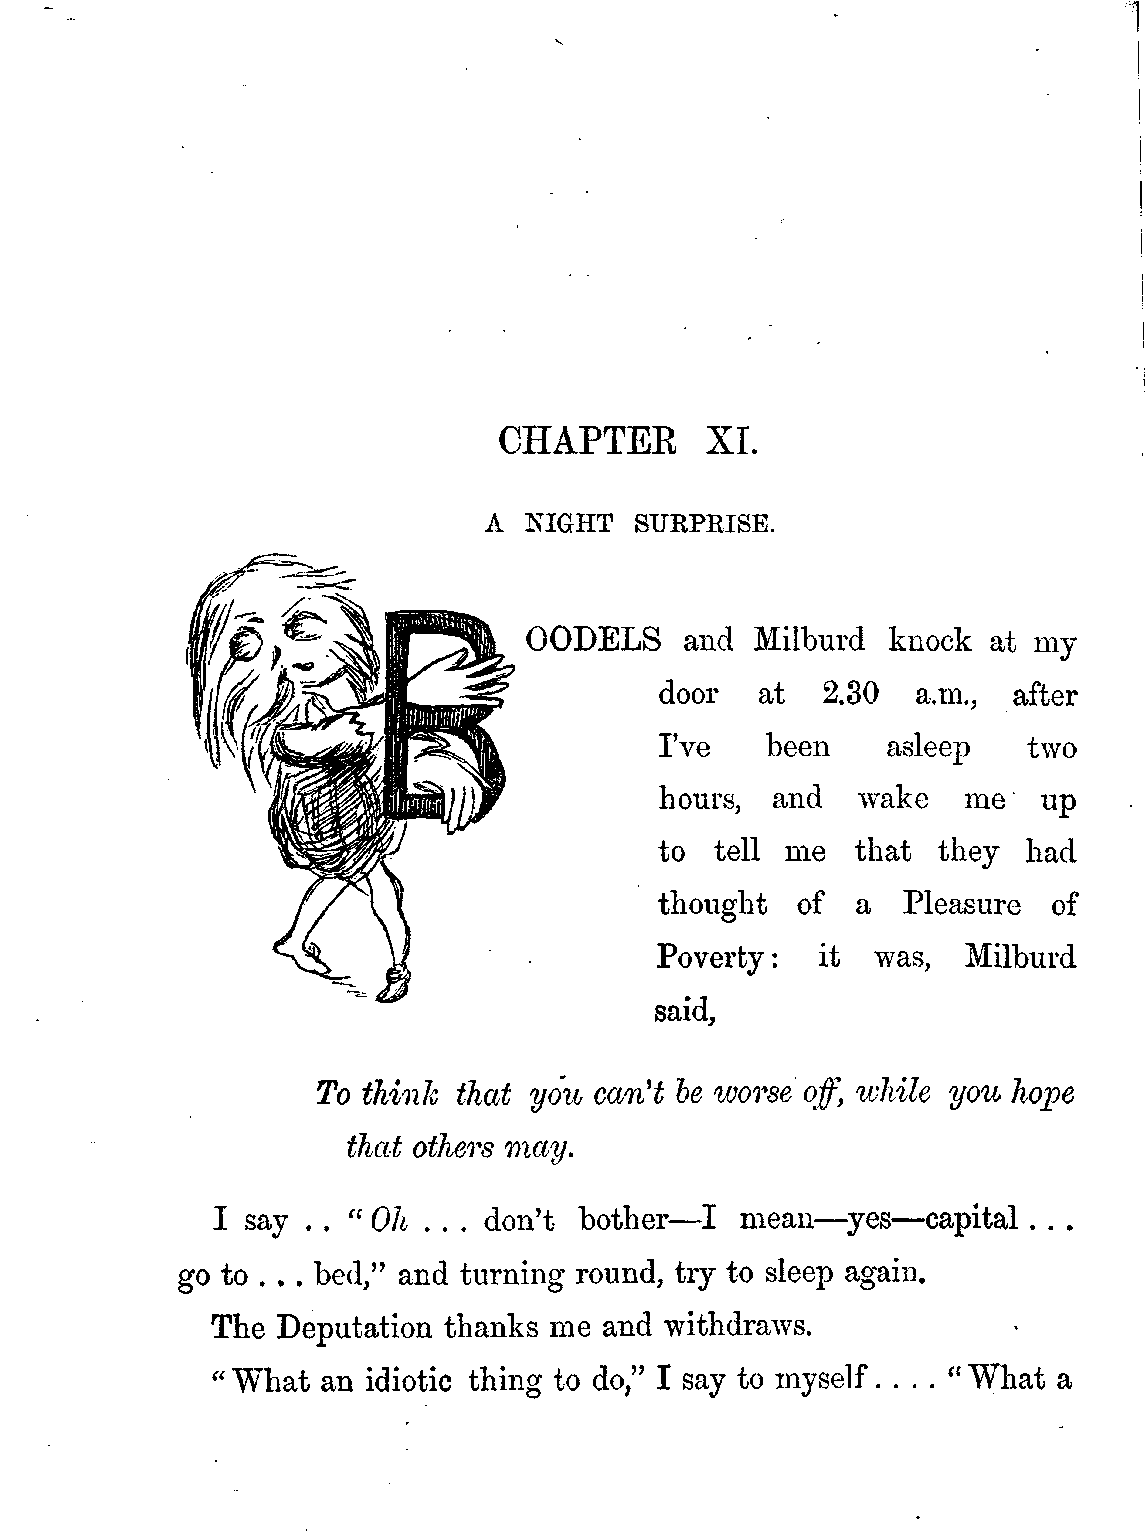 CHAPTER XI.
A NIGHT SURPRISE.
BOODELS and Milburd knock at my
door at 2.30 a.m., after
I've been asleep two
hours, and wake me up
to tell me that they had
thought of a Pleasure of
Poverty: it was, Milburd
said,
To think that you can't be worse off, while you hope
that others may.
I say . . "Oh . . . don't bother—I mean—yes—capital . . .
go to . . . bed," and turning round, try to sleep again.
The Deputation thanks me and withdraws.
"What an idiotic thing to do," I say to myself . . . . "What a